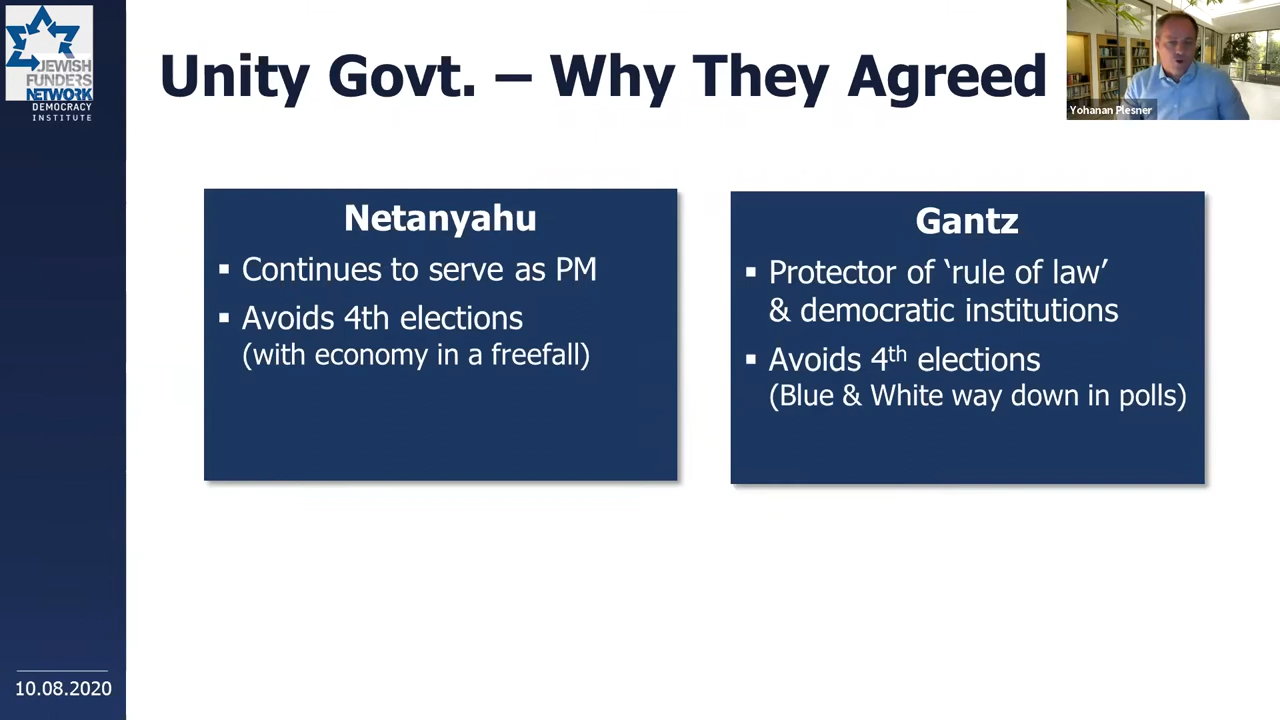 JEWISH
FUNDERS
NETWORK
DEMOCRACY
INSTITUTE
Unity Govt. – Why They Agreed
Yohanan Plesner
Netanyahu
▪ Continues to serve as PM
▪ Avoids 4th elections
(with economy in a freefall)
Gantz
▪ Protector of ‘rule of law’
& democratic institutions
▪ Avoids 4th elections
(Blue & White way down in polls)
10.08.2020